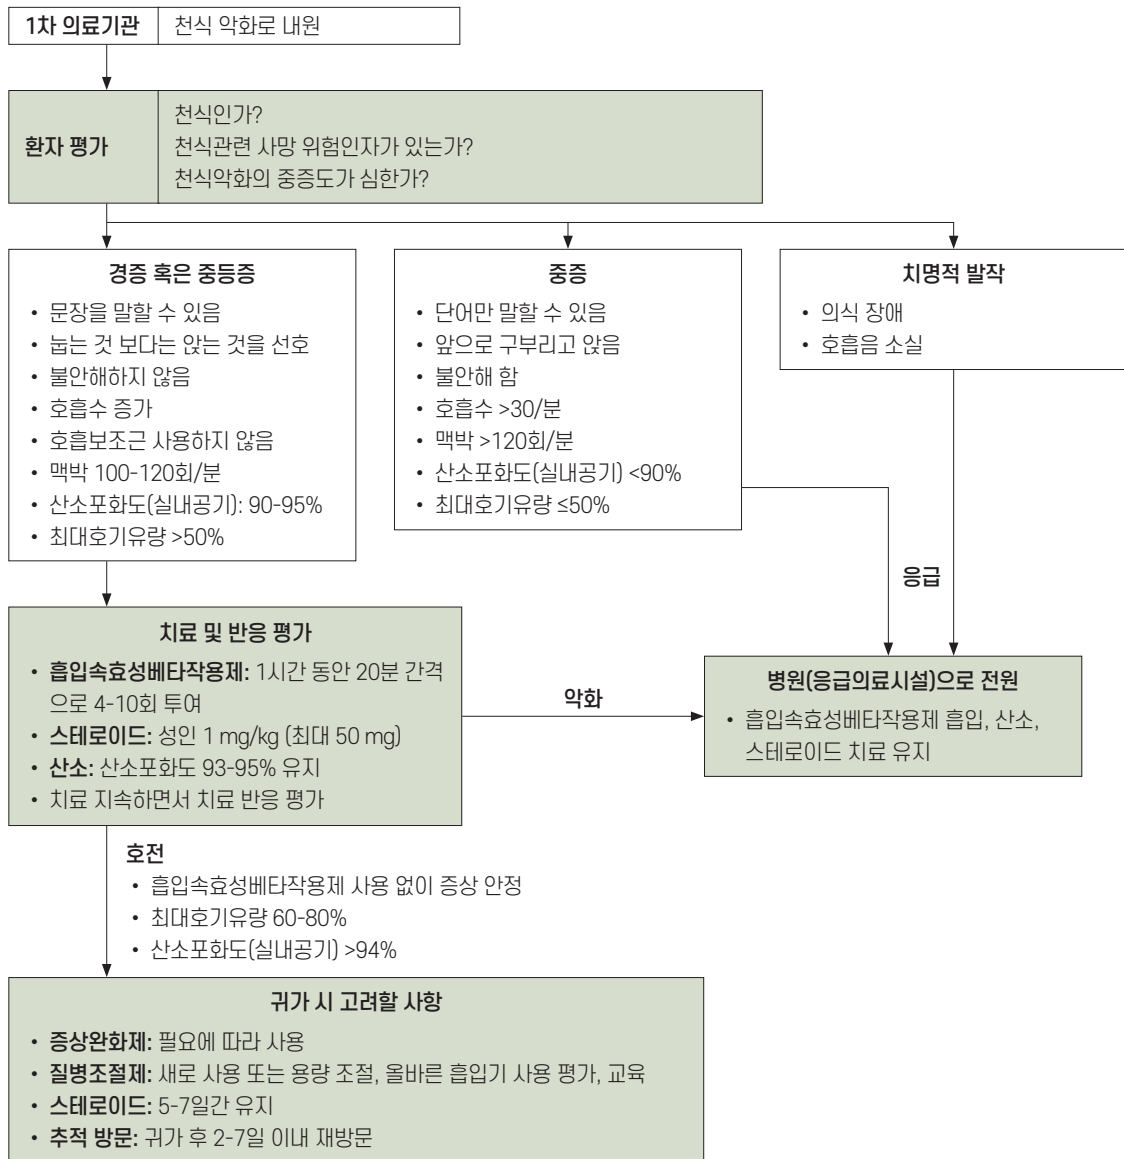 1차 의료기관 천식 악화로 내원
환자 평가
천식인가?
천식관련 사망 위험인자가 있는가?
천식악화의 중증도가 심한가?
경증 혹은 중등증
• 문장을 말할 수 있음
• 눕는 것 보다는 앉는 것을 선호
• 불안해하지 않음
• 호흡수 증가
• 호흡보조근 사용하지 않음
• 맥박 100-120회/분
• 산소포화도(실내공기): 90-95%
• 최대호기유량 >50%
중증
• 단어만 말할 수 있음
• 앞으로 구부리고 앉음
• 불안해 함
• 호흡수 >30/분
• 맥박 >120회/분
• 산소포화도(실내공기) <90%
• 최대호기유량 ≤50%
치명적 발작
• 의식 장애
• 호흡음 소실
응급
치료 및 반응 평가
• 흡입속효성베타작용제: 1시간 동안 20분 간격
으로 4-10회 투여
• 스테로이드: 성인 1 mg/kg (최대 50 mg)
• 산소: 산소포화도 93-95% 유지
• 치료 지속하면서 치료 반응 평가
악화
병원(응급의료시설)으로 전원
• 흡입속효성베타작용제 흡입, 산소,
스테로이드 치료 유지
호전
• 흡입속효성베타작용제 사용 없이 증상 안정
• 최대호기유량 60-80%
• 산소포화도(실내공기) >94%
귀가 시 고려할 사항
• 증상완화제: 필요에 따라 사용
• 질병조절제: 새로 사용 또는 용량 조절, 올바른 흡입기 사용 평가, 교육
• 스테로이드: 5-7일간 유지
• 추적 방문: 귀가 후 2-7일 이내 재방문